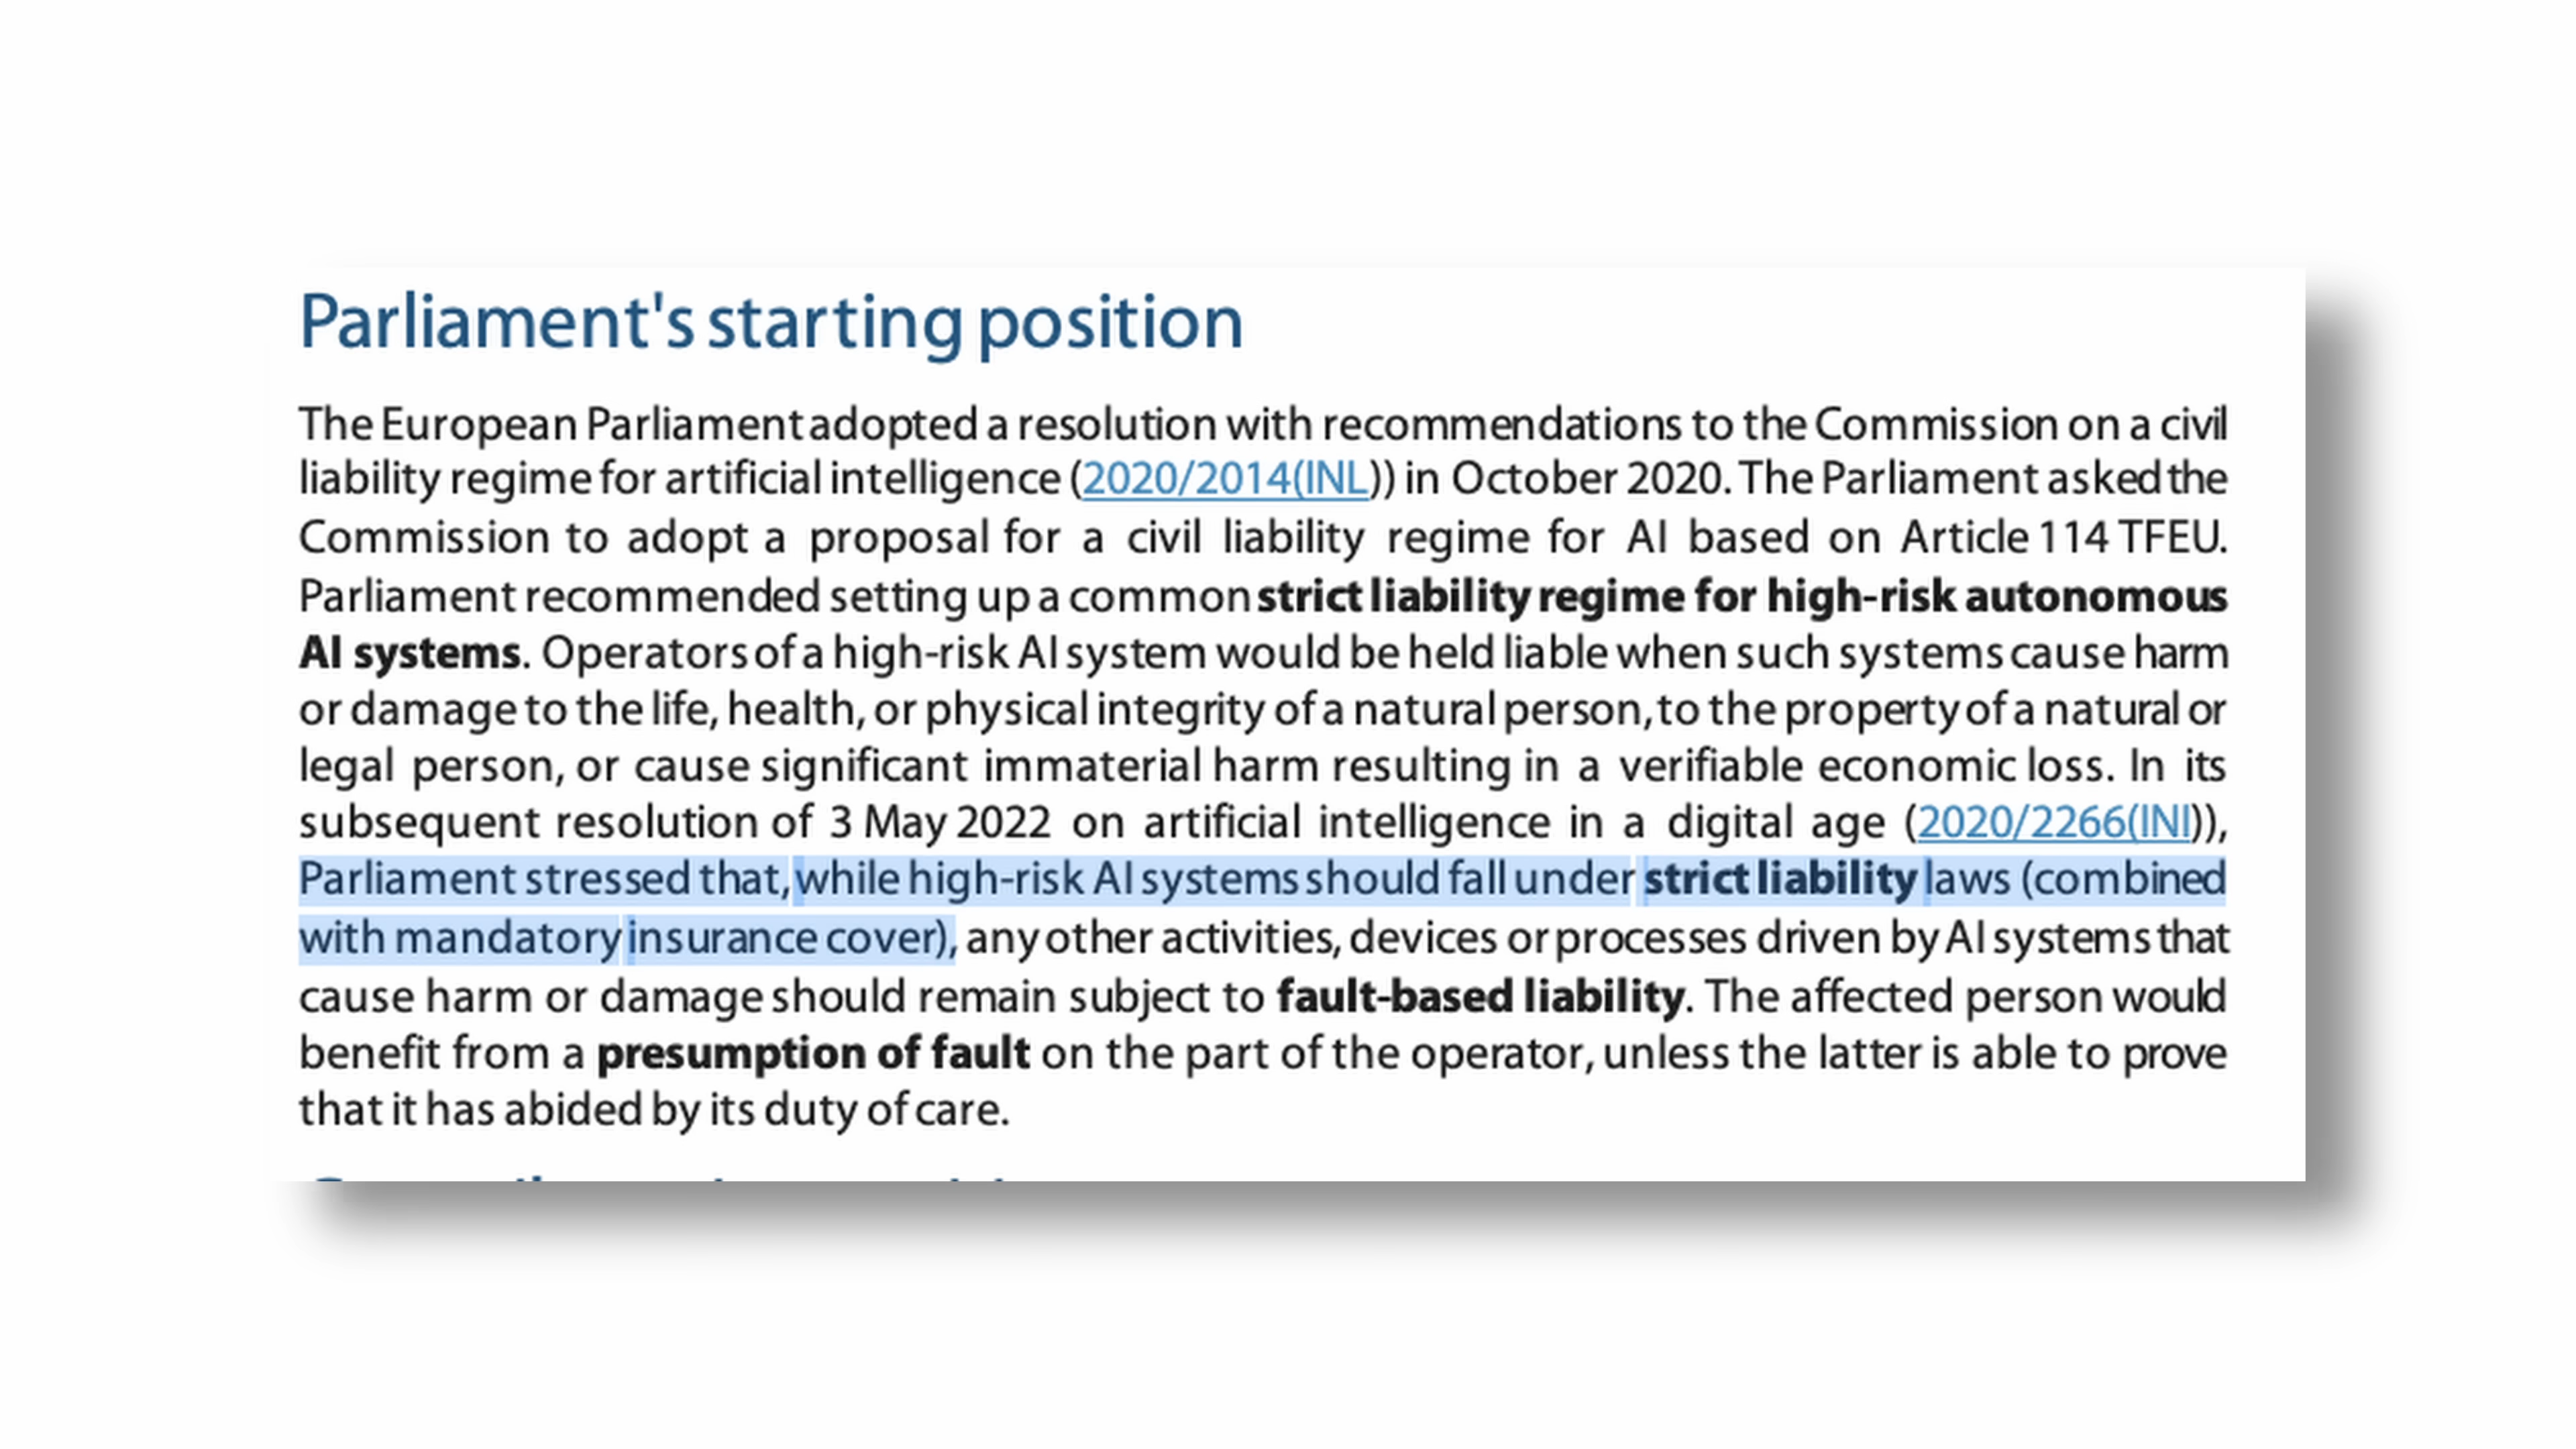 Parliament's starting position
The European Parliament adopted a resolution with recommendations to the Commission on a civil
liability regime for artificial intelligence (2020/2014(INL)) in October 2020. The Parliament asked the
Commission to adopt a proposal for a civil liability regime for AI based on Article 114 TFEU.
Parliament recommended setting up a common strict liability regime for high-risk autonomous
AI systems. Operators of a high-risk AI system would be held liable when such systems cause harm
or damage to the life, health, or physical integrity of a natural person, to the property of a natural or
legal person, or cause significant immaterial harm resulting in a verifiable economic loss. In its
subsequent resolution of 3 May 2022 on artificial intelligence in a digital age (2020/2266(INI)),
Parliament stressed that, while high-risk AI systems should fall under strict liability laws (combined
with mandatory insurance cover), any other activities, devices or processes driven by AI systems that
cause harm or damage should remain subject to fault-based liability. The affected person would
benefit from a presumption of fault on the part of the operator, unless the latter is able to prove
that it has abided by its duty of care.